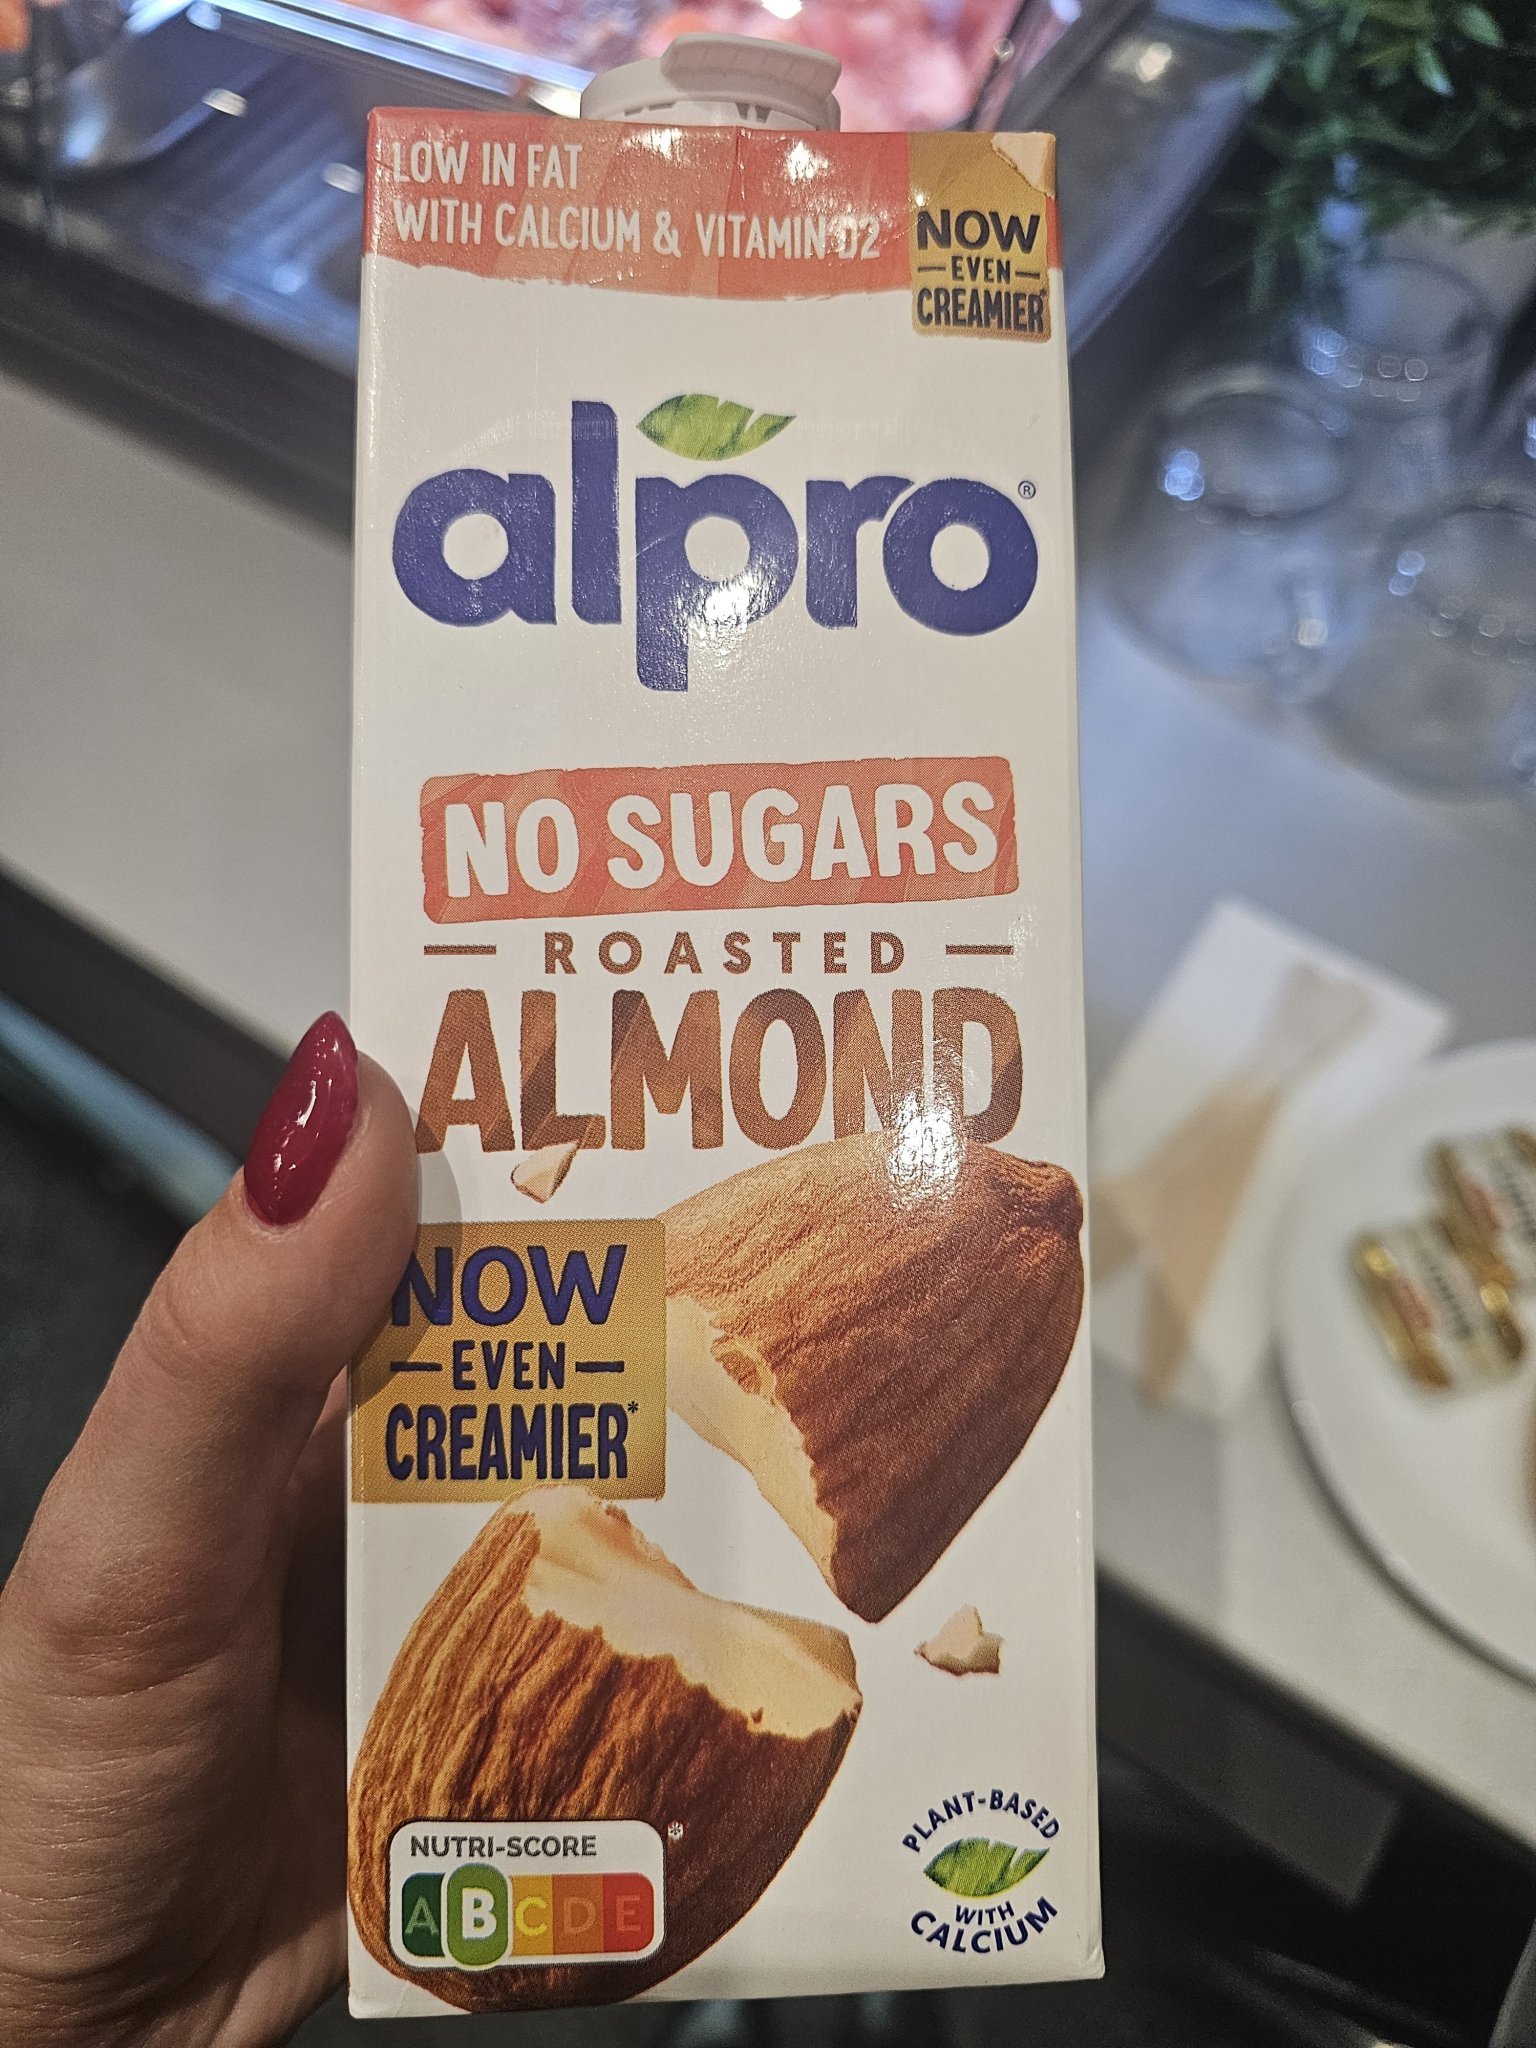 LOW IN FAT
WITH CALCIUM & VITAMIN D2
NOW
EVEN
CREAMIER*
alpro®
NO SUGARS
ROASTED
ALMOND
NOW
EVEN
CREAMIER*
NUTRI-SCORE*
A B C D E
PLANT-BASED
WITH
CALCIUM